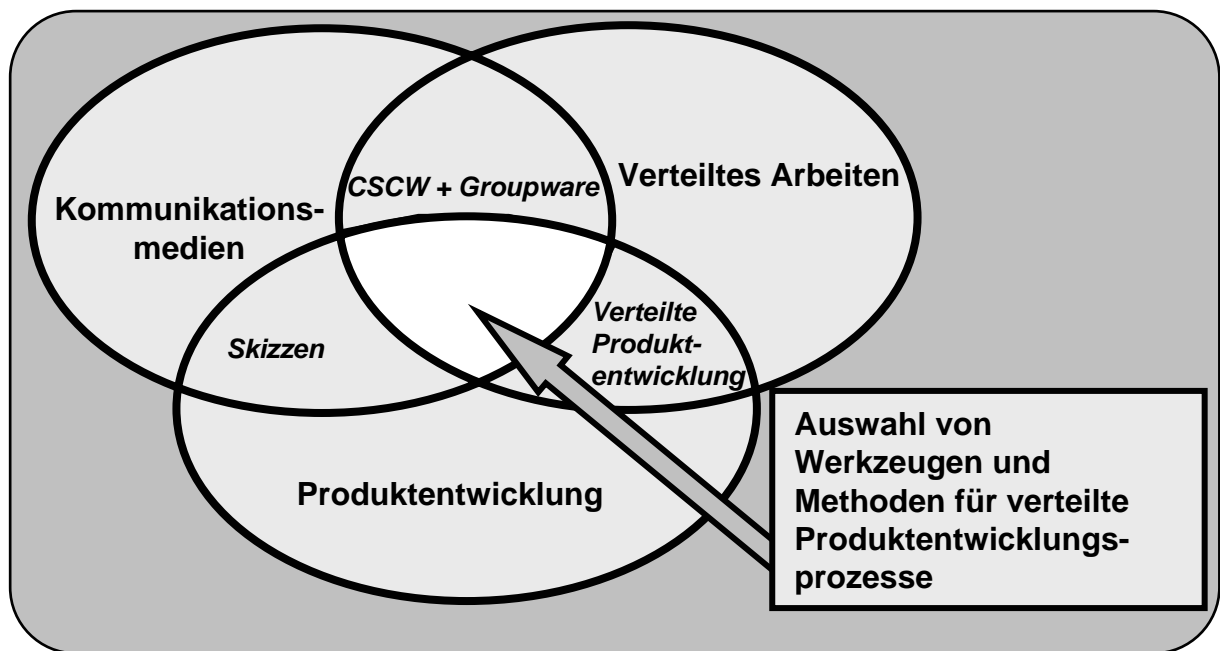 CSCW + Groupware
Verteiltes Arbeiten
Kommunikations-
medien
Skizzen
Verteilte
Produkt-
entwicklung
Produktentwicklung
Auswahl von
Werkzeugen und
Methoden für verteilte
Produktentwicklungs-
prozesse